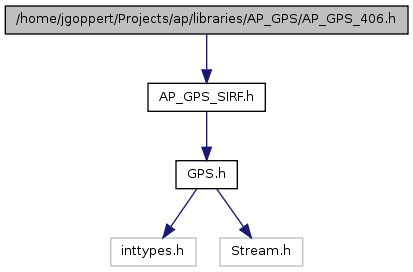 /home/jgoppert/Projects/ap/libraries/AP_GPS/AP_GPS_406.h
AP_GPS_SIRF.h
GPS.h
inttypes.h
Stream.h